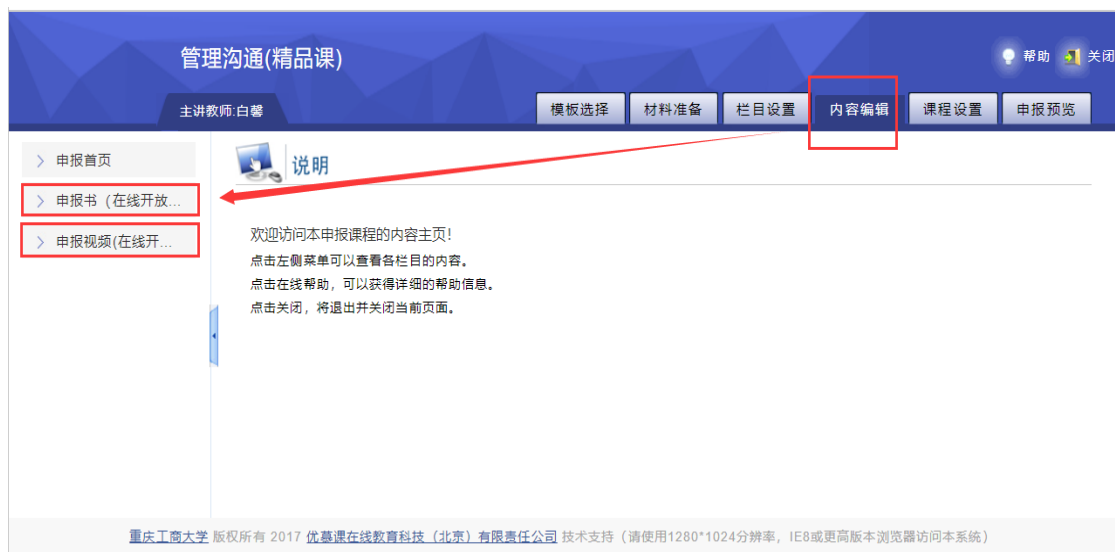 管理沟通(精品课)
帮助 关闭
主讲教师:白馨
模板选择 材料准备 栏目设置 内容编辑 课程设置 申报预览
申报首页
申报书（在线开放...
申报视频(在线开...
说明
欢迎访问本申报课程的内容主页!
点击左侧菜单可以查看各栏目的内容。
点击在线帮助，可以获得详细的帮助信息。
点击关闭，将退出并关闭当前页面。
重庆工商大学 版权所有 2017 优慕课在线教育科技（北京）有限责任公司 技术支持（请使用1280*1024分辨率，IE8或更高版本浏览器访问本系统）